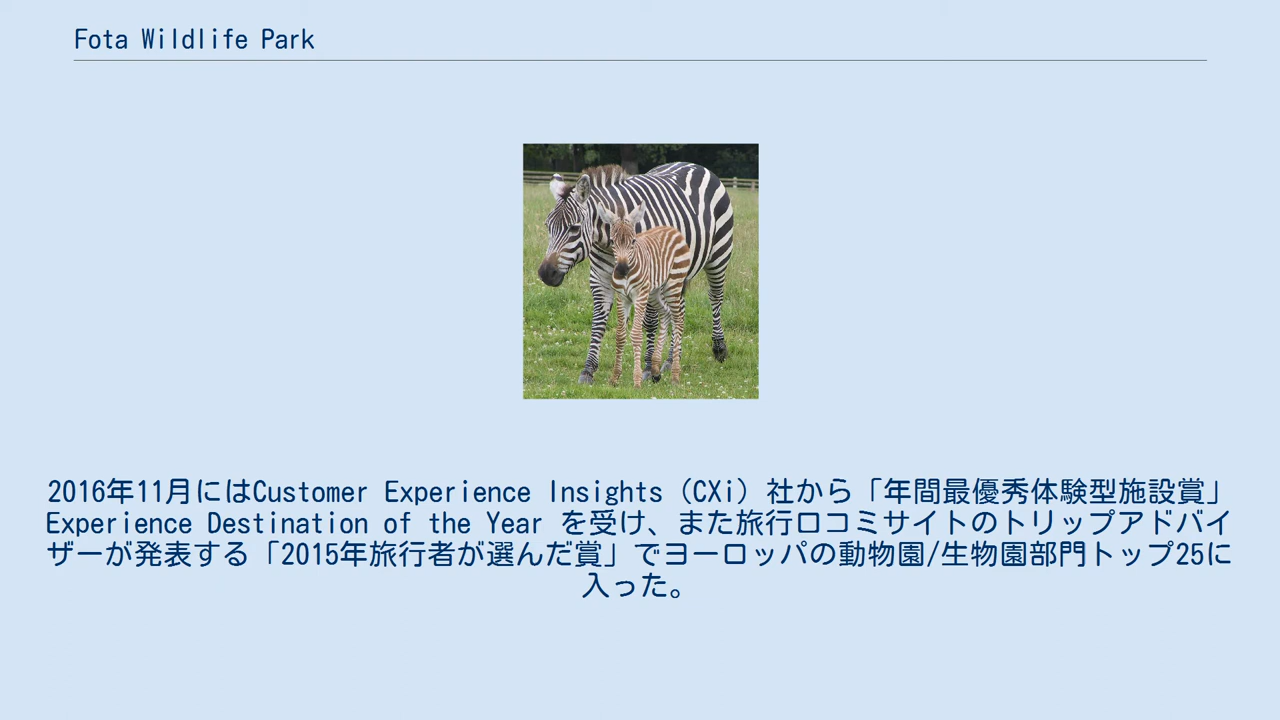 Fota Wildlife Park
2016年11月にはCustomer Experience Insights（CXi）社から「年間最優秀体験型施設賞」
Experience Destination of the Year を受け、また旅行口コミサイトのトリップアドバイ
ザーが発表する「2015年旅行者が選んだ賞」でヨーロッパの動物園/生物園部門トップ25に
入った。